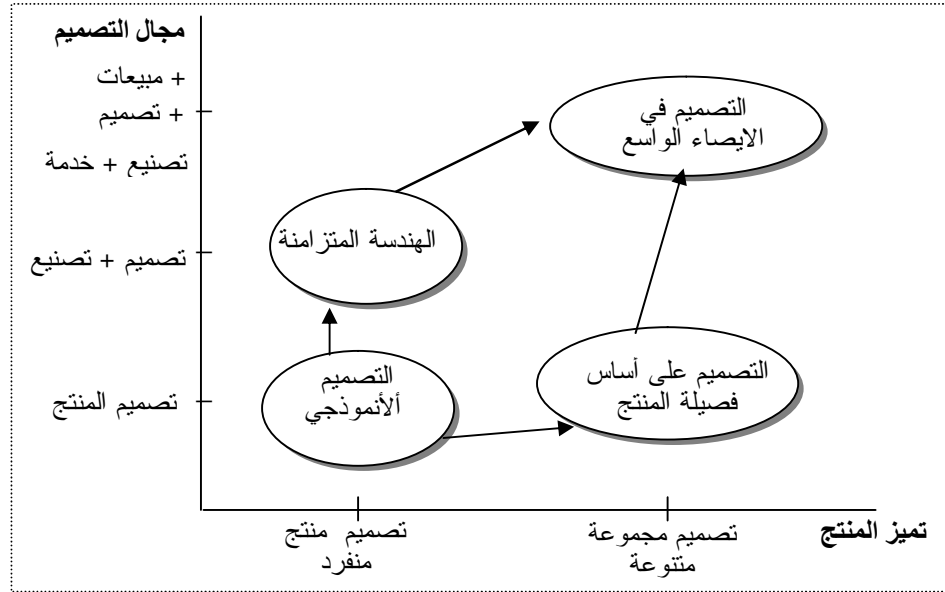 مجال التصميم
+ مبيعات
+ تصميم
تصنيع + خدمة
تصميم + تصنيع
تصميم المنتج
التصميم في
الايصاء الواسع
الهندسة المتزامنة
التصميم
ألأنموذجي
التصميم على أساس
فصيلة المنتج
تصميم منتج
منفرد
تصميم مجموعة
متنوعة
تميز المنتج